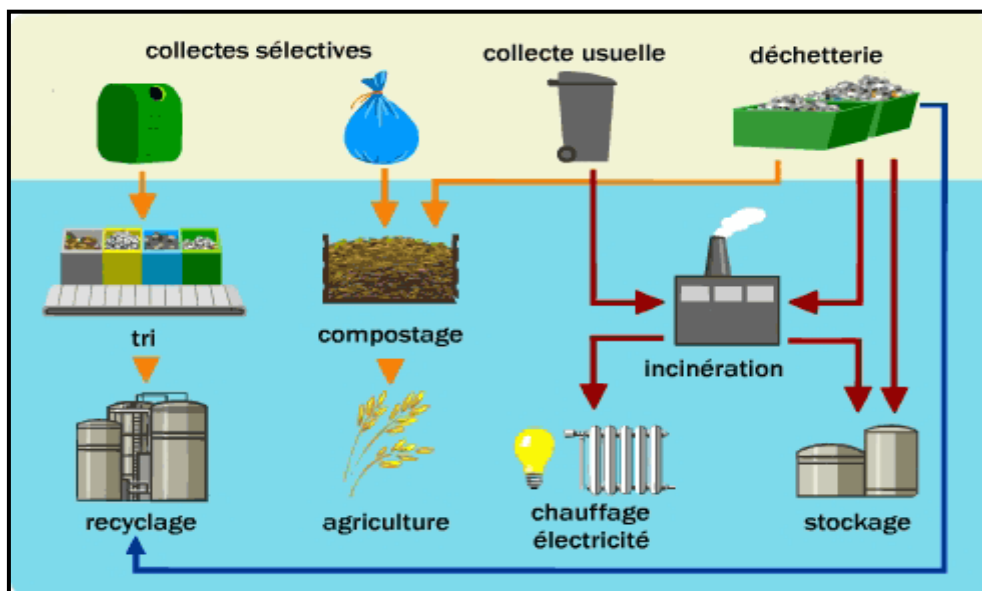 collectes sélectives
collecte usuelle
déchetterie
tri
compostage
incinération
recyclage
agriculture
chauffage
électricité
stockage